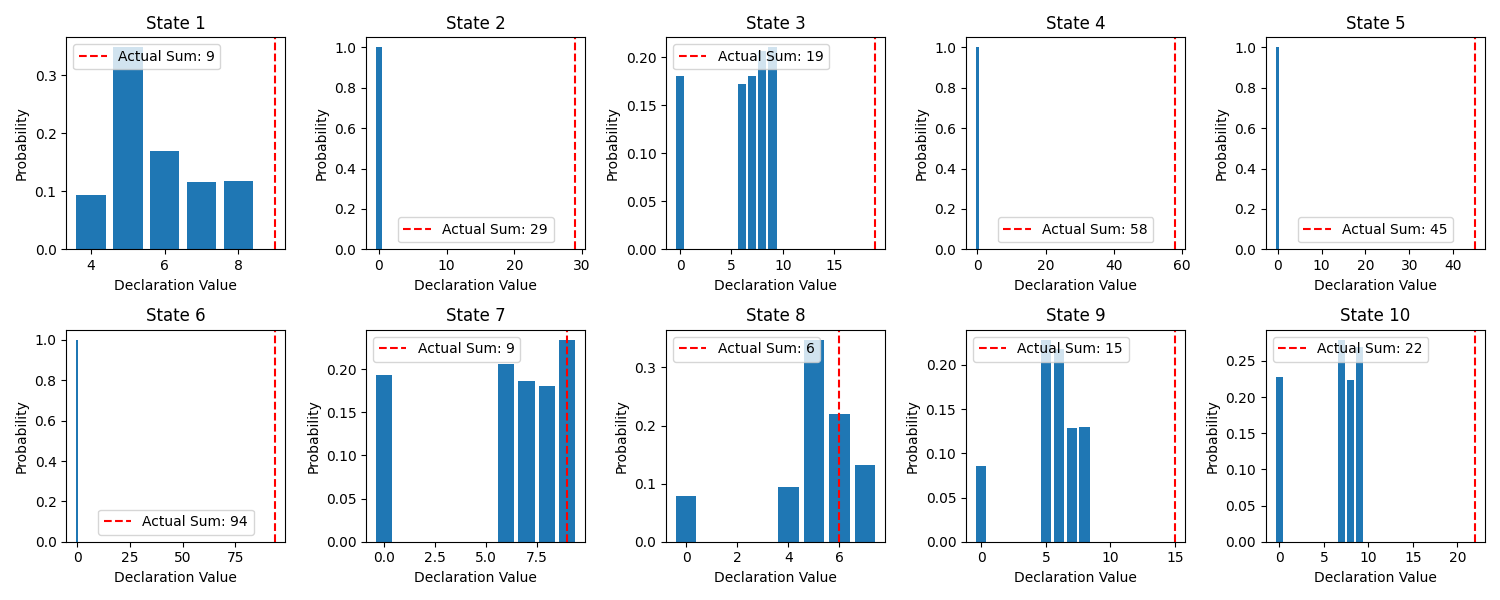 State 1
Actual Sum: 9
Probability
0.3
0.2
0.1
0.0
4 6 8
Declaration Value
State 2
Actual Sum: 29
Probability
1.0
0.8
0.6
0.4
0.2
0.0
0 10 20 30
Declaration Value
State 3
Actual Sum: 19
Probability
0.20
0.15
0.10
0.05
0.00
0 5 10 15
Declaration Value
State 4
Actual Sum: 58
Probability
1.0
0.8
0.6
0.4
0.2
0.0
0 20 40 60
Declaration Value
State 5
Actual Sum: 45
Probability
1.0
0.8
0.6
0.4
0.2
0.0
0 10 20 30 40
Declaration Value
State 6
Actual Sum: 94
Probability
1.0
0.8
0.6
0.4
0.2
0.0
0 25 50 75
Declaration Value
State 7
Actual Sum: 9
Probability
0.20
0.15
0.10
0.05
0.00
0.0 2.5 5.0 7.5
Declaration Value
State 8
Actual Sum: 6
Probability
0.3
0.2
0.1
0.0
0 2 4 6
Declaration Value
State 9
Actual Sum: 15
Probability
0.20
0.15
0.10
0.05
0.00
0 5 10 15
Declaration Value
State 10
Actual Sum: 22
Probability
0.25
0.20
0.15
0.10
0.05
0.00
0 5 10 15 20
Declaration Value